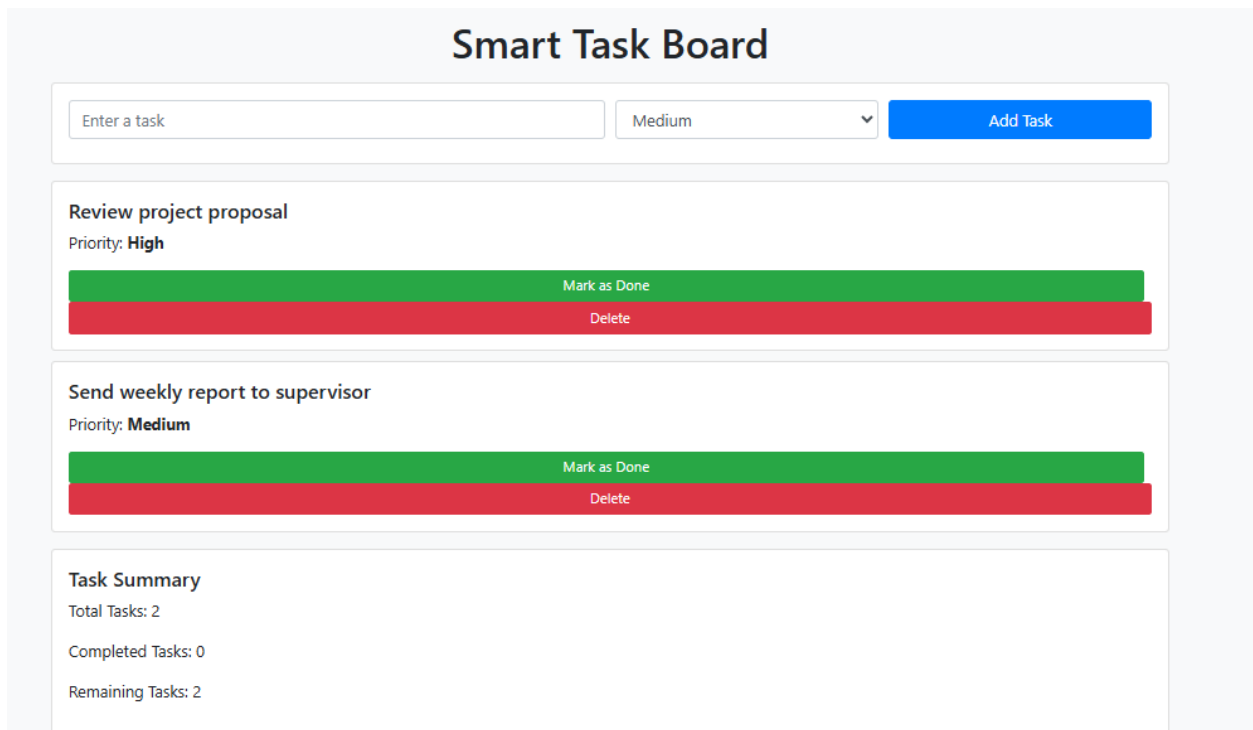 Smart Task Board
Enter a task Medium Add Task
Review project proposal
Priority: High
Mark as Done
Delete
Send weekly report to supervisor
Priority: Medium
Mark as Done
Delete
Task Summary
Total Tasks: 2
Completed Tasks: 0
Remaining Tasks: 2